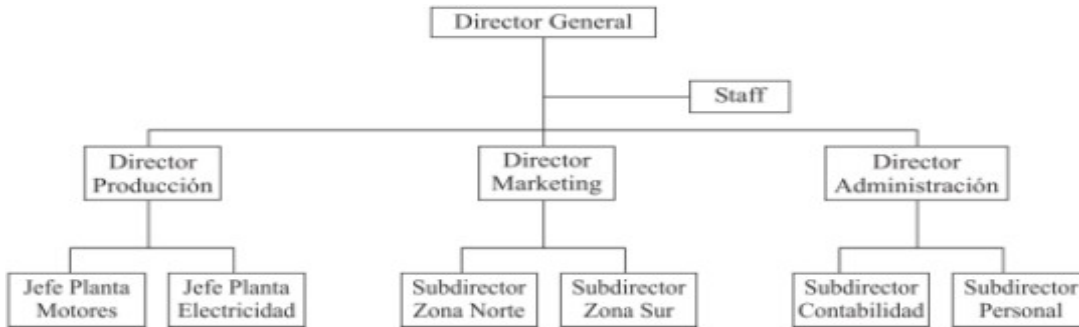 Director General
Staff
Director
Producción
Director
Marketing
Director
Administración
Jefe Planta
Motores
Jefe Planta
Electricidad
Subdirector
Zona Norte
Subdirector
Zona Sur
Subdirector
Contabilidad
Subdirector
Personal